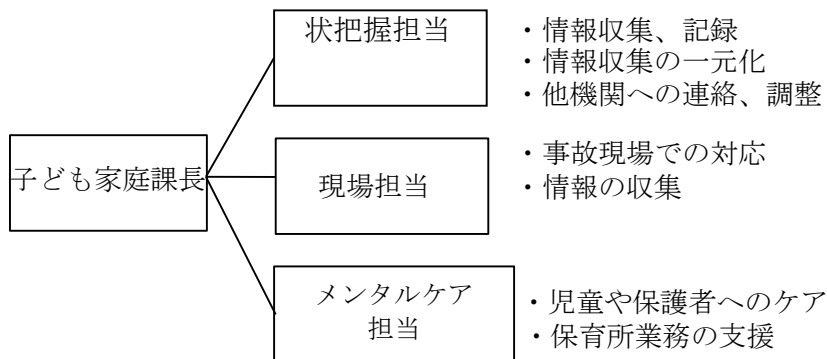 状把握担当
・情報収集、記録
・情報収集の一元化
・他機関への連絡、調整
子ども家庭課長
現場担当
・事故現場での対応
・情報の収集
メンタルケア
担当
・児童や保護者へのケア
・保育所業務の支援